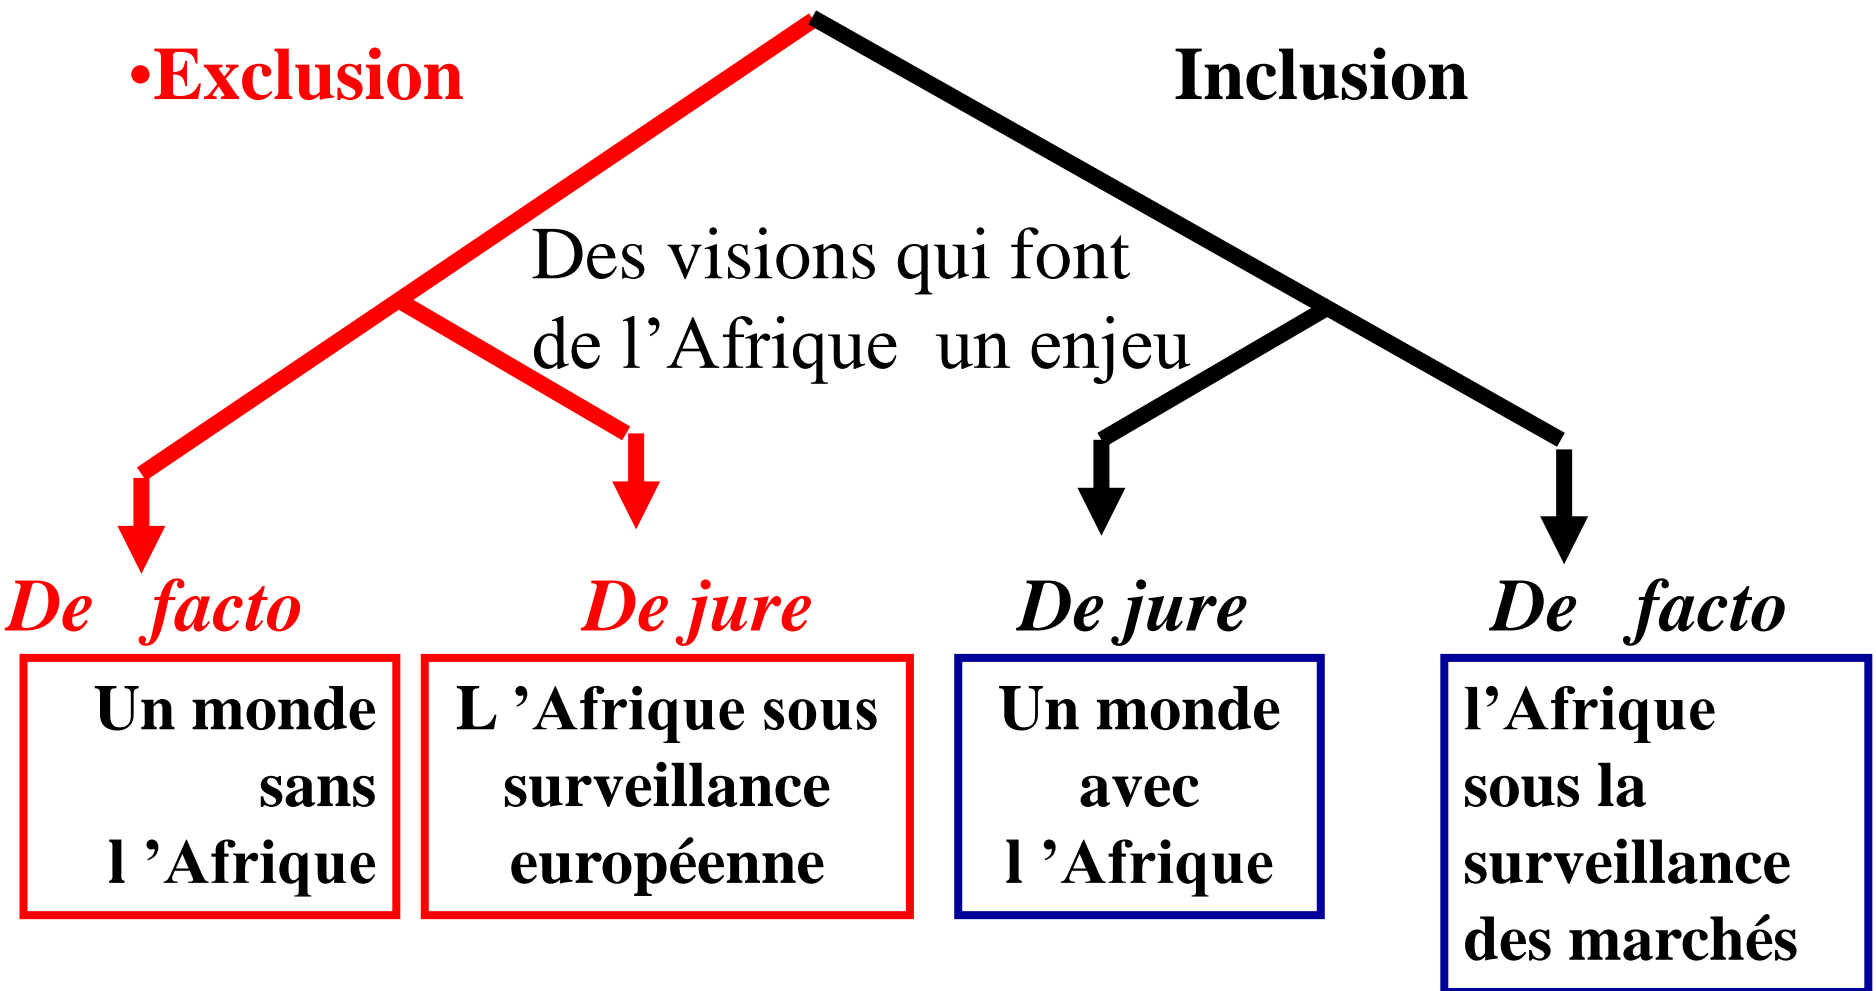 •Exclusion
Inclusion
Des visions qui font
de l’Afrique  un enjeu
De   facto
De jure
De jure
De   facto
Un monde
sans
l ’Afrique
L ’Afrique sous
surveillance
européenne
Un monde
avec
l ’Afrique
l’Afrique
sous la
surveillance
des marchés